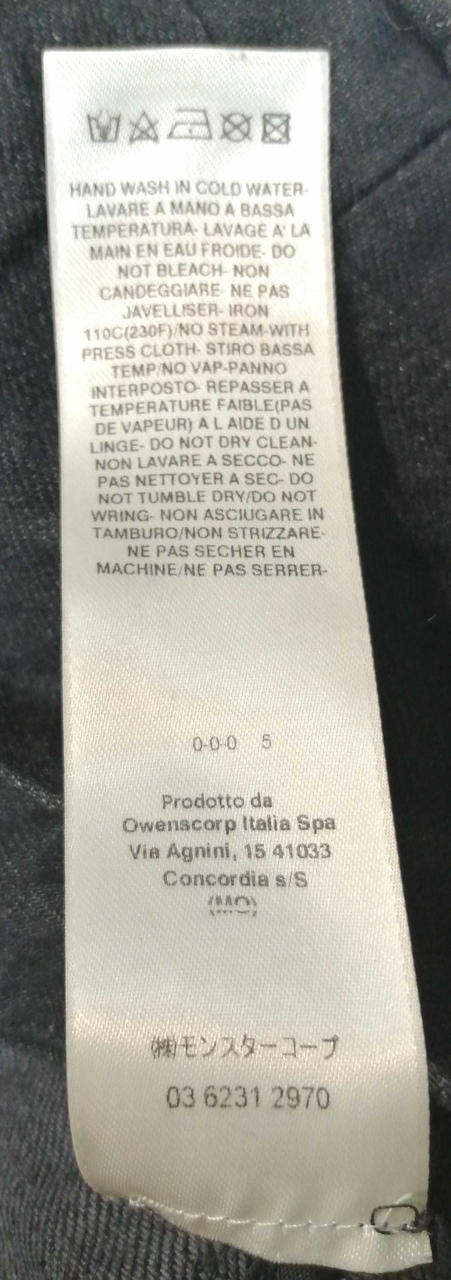 HAND WASH IN COLD WATER-
LAVARE A MANO A BASSA
TEMPERATURA- LAVAGE A' LA
MAIN EN EAU FROIDE- DO
NOT BLEACH- NON
CANDEGGIARE- NE PAS
JAVELLISER- IRON
110C(230F)/NO STEAM-WITH
PRESS CLOTH- STIRO BASSA
TEMP/NO VAP-PANNO
INTERPOSTO- REPASSER A
TEMPERATURE FAIBLE(PAS
DE VAPEUR) A L AIDE D UN
LINGE- DO NOT DRY CLEAN-
NON LAVARE A SECCO- NE
PAS NETTOYER A SEC- DO
NOT TUMBLE DRY/DO NOT
WRING- NON ASCIUGARE IN
TAMBURO/NON STRIZZARE-
NE PAS SECHER EN
MACHINE/NE PAS SERRER-
0-0-0 5
Prodotto da
Owenscorp Italia Spa
Via Agnini, 15 41033
Concordia s/S
(MO)
㈱モンスターコープ
03 6231 2970